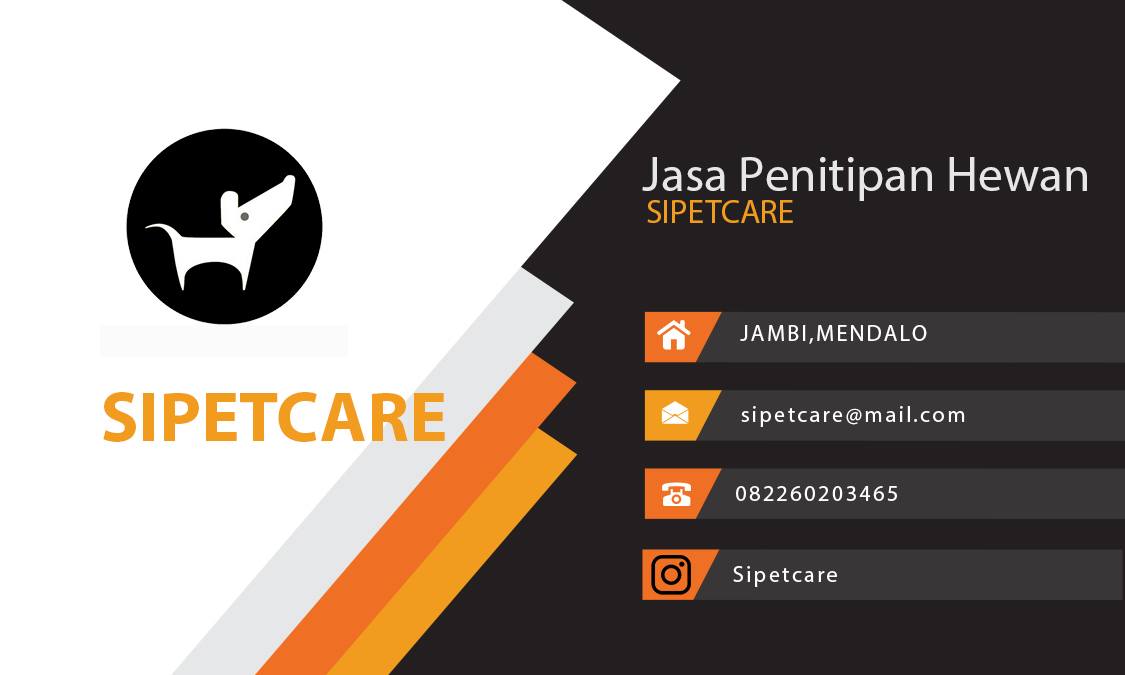 SIPETCARE
Jasa Penitipan Hewan
SIPETCARE
JAMBI,MENDALO
sipetcare@mail.com
082260203465
Sipetcare